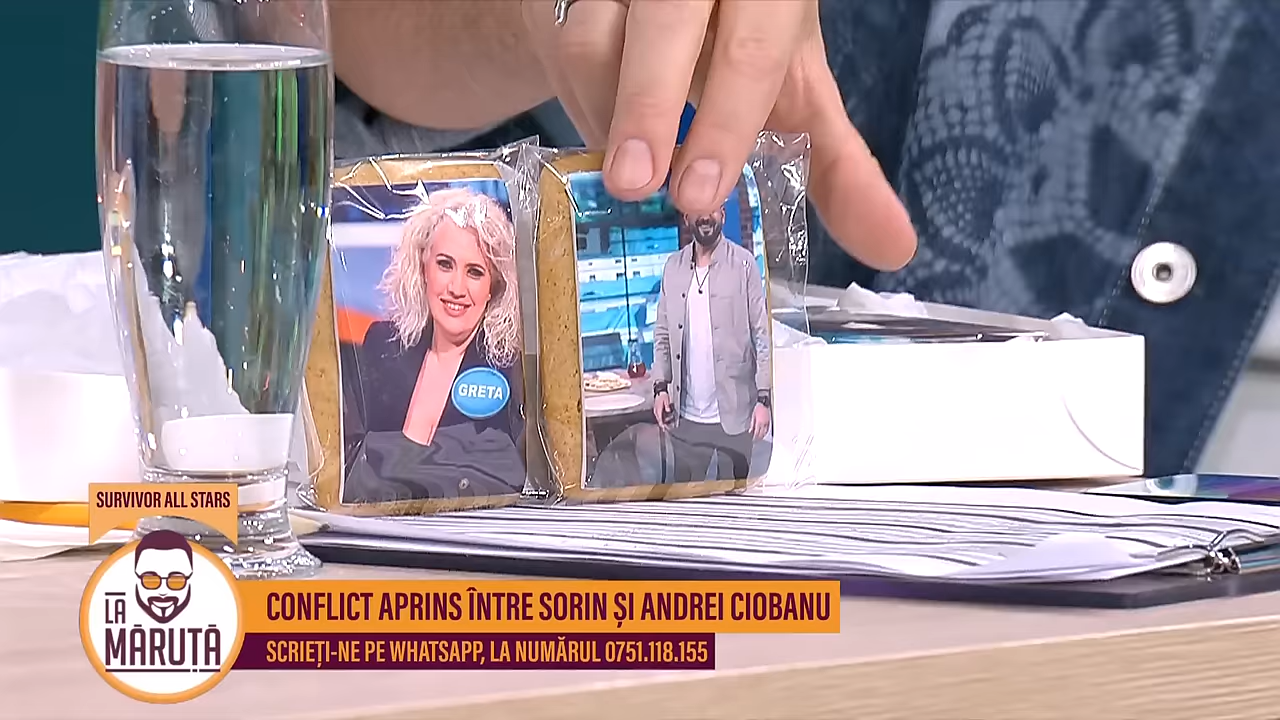 GRETA
SURVIVOR ALL STARS
LA
MĂRUȚĂ
CONFLICT APRINS ÎNTRE SORIN ȘI ANDREI CIOBANU
SCRIEȚI-NE PE WHATSAPP, LA NUMĂRUL 0751.118.155